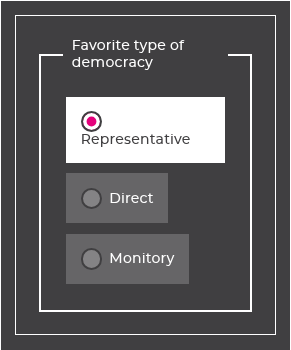 Favorite type of
democracy
Representative
Direct
Monitory